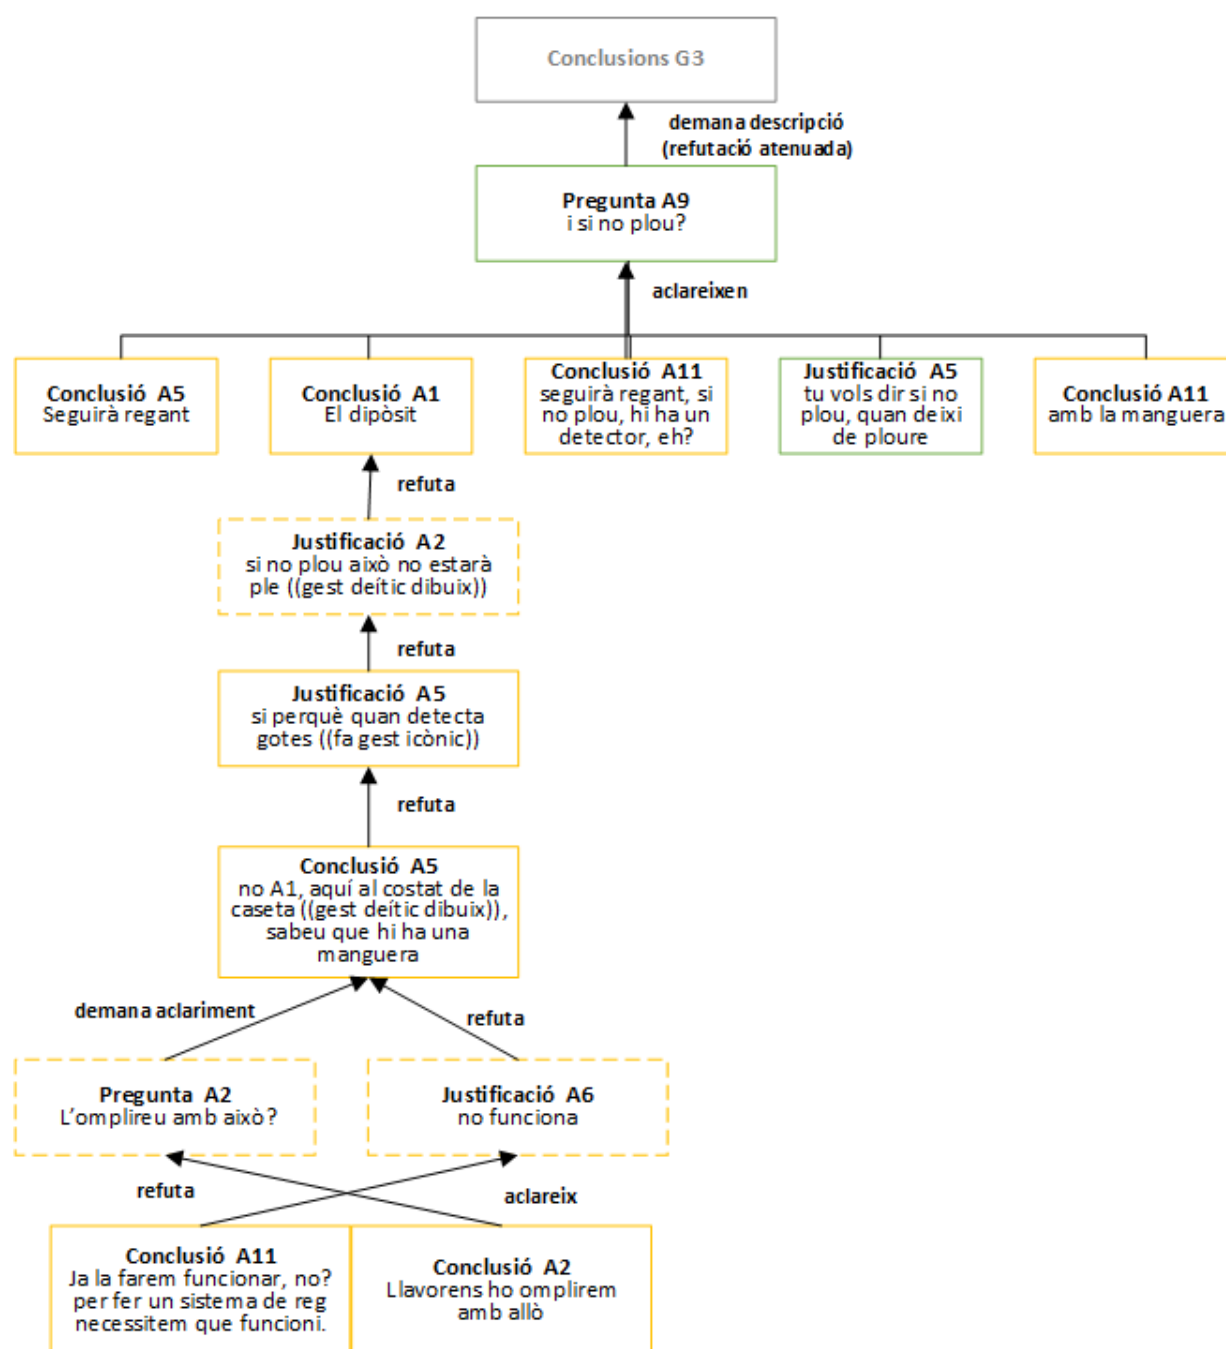 Conclusions G3
demana descripció
(refutació atenuada)
Pregunta A9
i si no plou?
aclareixen
Conclusió A5
Seguirà regant
Conclusió A1
El dipòsit
Conclusió A11
seguirà regant, si
no plou, hi ha un
detector, eh?
Justificació A5
tu vols dir si no
plou, quan deixi
de ploure
Conclusió A11
amb la manguera
refuta
Justificació A2
si no plou això no estarà
ple ((gest deític dibuix))
refuta
Justificació A5
si perquè quan detecta
gotes ((fa gest icònic))
refuta
Conclusió A5
no A1, aquí al costat de la
caseta ((gest deític dibuix)),
sabeu que hi ha una
manguera
demana aclariment
refuta
Pregunta A2
L'omplireu amb això?
Justificació A6
no funciona
refuta
aclareix
Conclusió A11
Ja la farem funcionar, no?
per fer un sistema de reg
necessitem que funcioni.
Conclusió A2
Llavorens ho omplirem
amb allò